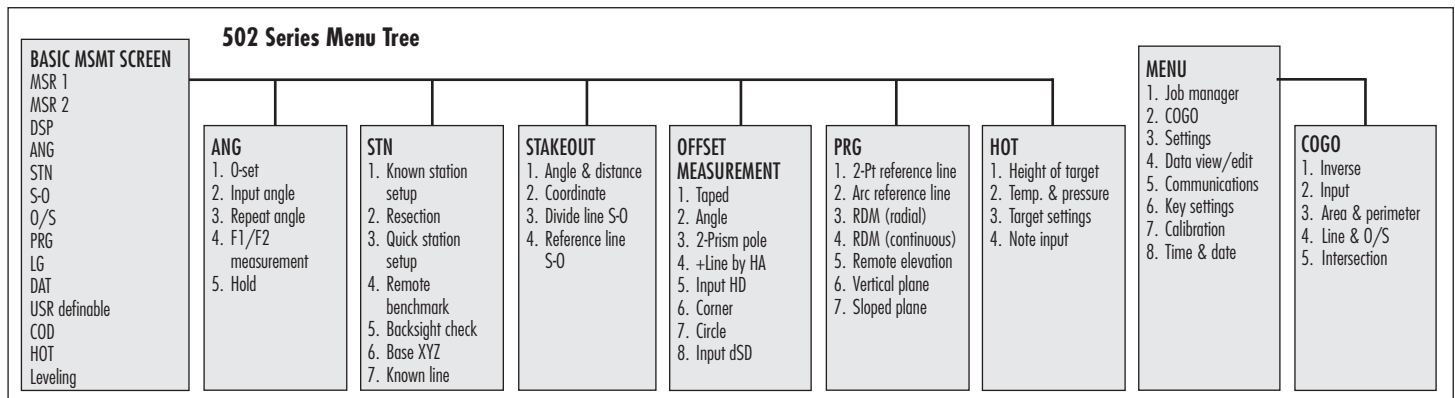 502 Series Menu Tree
BASIC MSMT SCREEN
MSR 1
MSR 2
DSP
ANG
STN
S-O
O/S
PRG
LG
DAT
USR definable
COD
HOT
Leveling
ANG
1. 0-set
2. Input angle
3. Repeat angle
4. F1/F2
measurement
5. Hold
STN
1. Known station
setup
2. Resection
3. Quick station
setup
4. Remote
benchmark
5. Backsight check
6. Base XYZ
7. Known line
STAKEOUT
1. Angle & distance
2. Coordinate
3. Divide line S-O
4. Reference line
S-O
OFFSET
MEASUREMENT
1. Taped
2. Angle
3. 2-Prism pole
4. +Line by HA
5. Input HD
6. Corner
7. Circle
8. Input dSD
PRG
1. 2-Pt reference line
2. Arc reference line
3. RDM (radial)
4. RDM (continuous)
5. Remote elevation
6. Vertical plane
7. Sloped plane
HOT
1. Height of target
2. Temp. & pressure
3. Target settings
4. Note input
MENU
1. Job manager
2. COGO
3. Settings
4. Data view/edit
5. Communications
6. Key settings
7. Calibration
8. Time & date
COGO
1. Inverse
2. Input
3. Area & perimeter
4. Line & O/S
5. Intersection